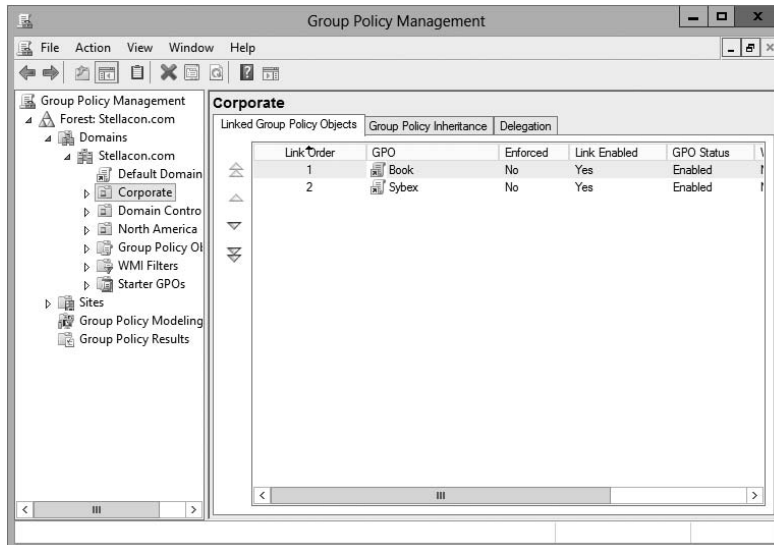 Group Policy Management
File Action View Window Help
Group Policy Management
Forest: Stellacon.com
Domains
Stellacon.com
Default Domain
Corporate
Domain Contro
North America
Group Policy Ob
WMI Filters
Starter GPOs
Sites
Group Policy Modeling
Group Policy Results
Corporate
Linked Group Policy Objects Group Policy Inheritance Delegation
Link Order GPO Enforced Link Enabled GPO Status
1 Book No Yes Enabled
2 Sybex No Yes Enabled